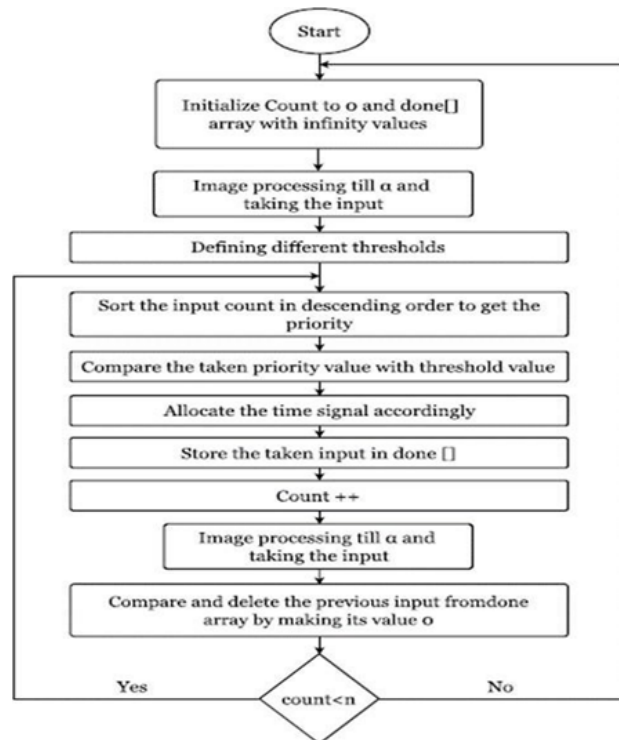 Start
Initialize Count to 0 and done[]
array with infinity values
Image processing till α and
taking the input
Defining different thresholds
Sort the input count in descending order to get the
priority
Compare the taken priority value with threshold value
Allocate the time signal accordingly
Store the taken input in done []
Count ++
Image processing till α and
taking the input
Compare and delete the previous input fromdone
array by making its value 0
Yes
No
count<n